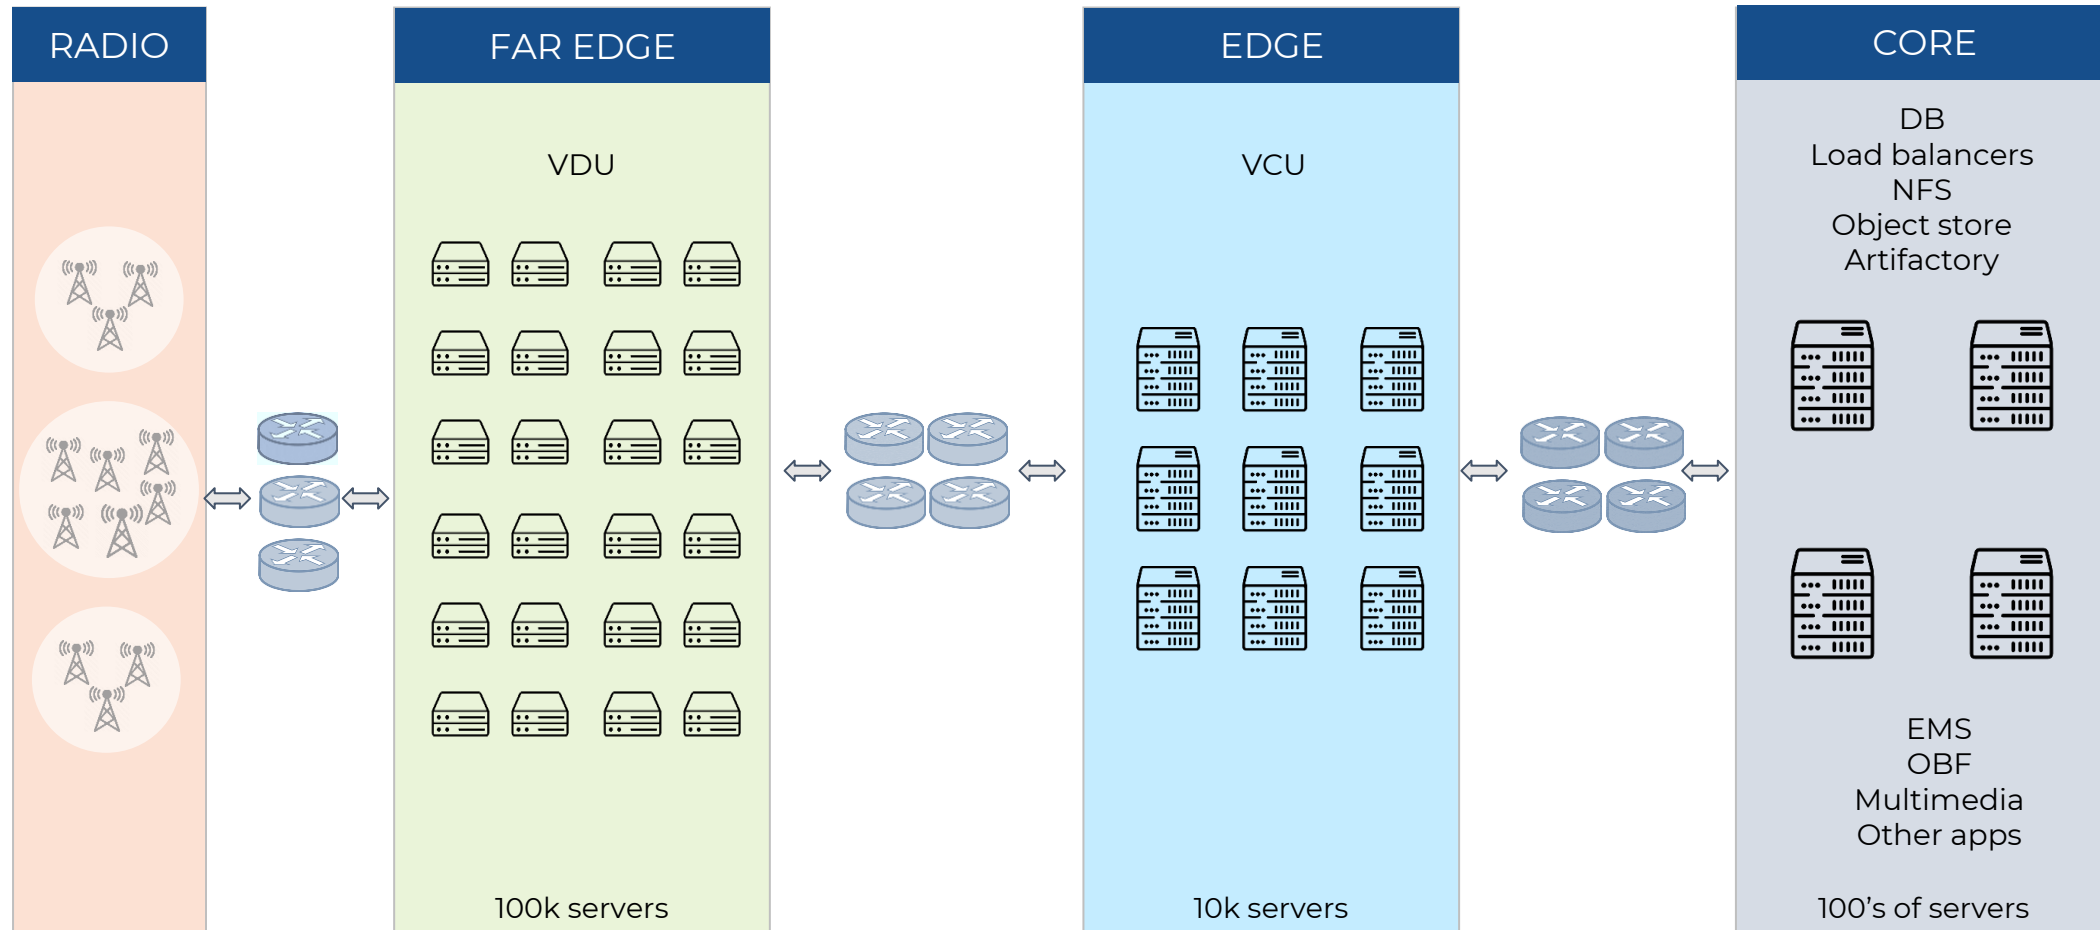 RADIO
FAR EDGE
VDU
100k servers
EDGE
VCU
10k servers
CORE
DB
Load balancers
NFS
Object store
Artifactory
EMS
OBF
Multimedia
Other apps
100’s of servers